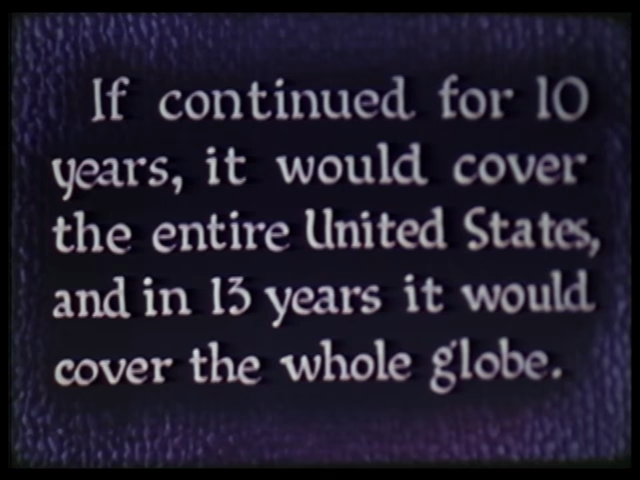 If continued for 10
years, it would cover
the entire United States,
and in 13 years it would
cover the whole globe.